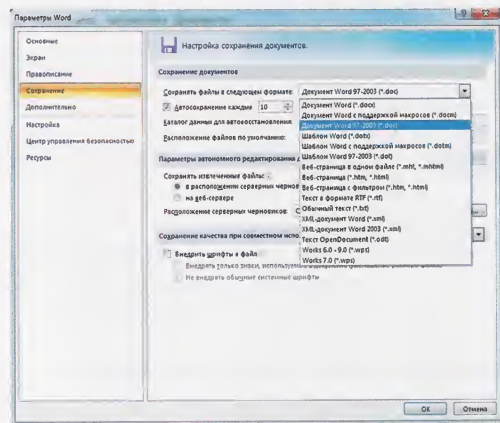 Параметры Word
Основные
Экран
Правописание
Сохранение
Дополнительно
Настройка
Центр управления безопасностью
Ресурсы
Настройка сохранения документов.
Сохранение документов
Сохранять файлы в следующем формате: Документ Word 97-2003 (*.doc)
Автосохранение каждые 10
Каталог данных для автовосстановления:
Расположение файлов по умолчанию:
Параметры автономного редактирования
Сохранять извлеченные файлы:
в расположении серверных чернов
на веб-сервере
Расположение серверных черновиков:
Сохранение качества при совместном испо
Внедрить шрифты в файл
Внедрять только знаки,
Не внедрять обычные системные шрифты
Документ Word (*.docx)
Документ Word с поддержкой макросов (*.docm)
Документ Word 97-2003 (*.doc)
Шаблон Word (*.dotx)
Шаблон Word с поддержкой макросов (*.dotm)
Шаблон Word 97-2003 (*.dot)
Веб-страница в одном файле (*.mht, *.mhtml)
Веб-страница (*.htm, *.html)
Веб-страница с фильтром (*.htm, *.html)
Текст в формате RTF (*.rtf)
Обычный текст (*.txt)
XML-документ Word (*.xml)
XML-документ Word 2003 (*.xml)
Текст OpenDocument (*.odt)
Works 6.0 - 9.0 (*.wps)
Works 7.0 (*.wps)
ОК
Отмена